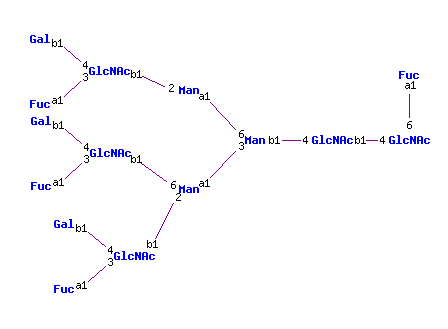 Gal b1
4
3 GlcNAc b1
Fuc a1
2 Man a1
Gal b1
4
3 GlcNAc b1
Fuc a1
6
2 Man a1
Gal b1
4
3 GlcNAc b1
Fuc a1
6
3 Man b1
4 GlcNAc b1
Fuc
a1
6
4 GlcNAc